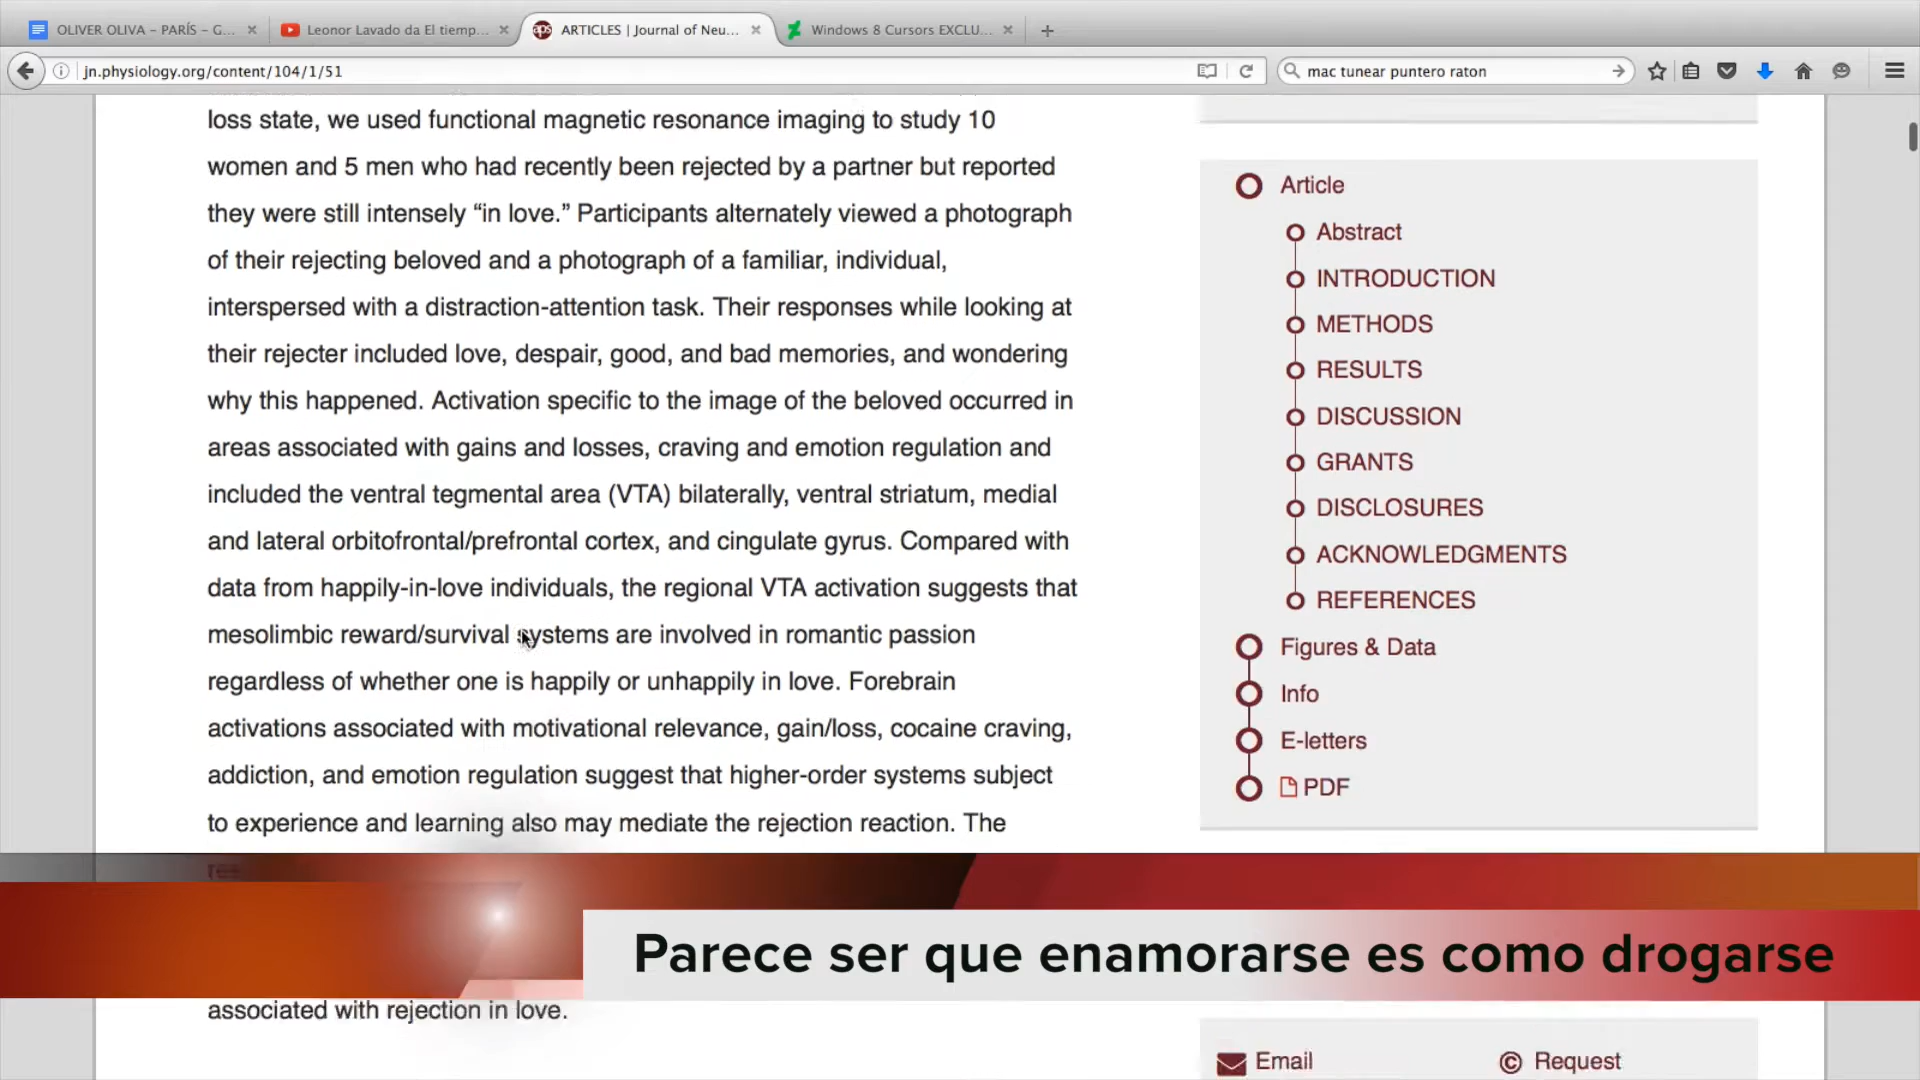 OLIVER OLIVA – PARÍS – G...
Leonor Lavado da El tiemp...
ARTICLES | Journal of Neu...
Windows 8 Cursors EXCLU...
jn.physiology.org/content/104/1/51
mac tunear puntero raton
loss state, we used functional magnetic resonance imaging to study 10
women and 5 men who had recently been rejected by a partner but reported
they were still intensely “in love.” Participants alternately viewed a photograph
of their rejecting beloved and a photograph of a familiar, individual,
interspersed with a distraction-attention task. Their responses while looking at
their rejecter included love, despair, good, and bad memories, and wondering
why this happened. Activation specific to the image of the beloved occurred in
areas associated with gains and losses, craving and emotion regulation and
included the ventral tegmental area (VTA) bilaterally, ventral striatum, medial
and lateral orbitofrontal/prefrontal cortex, and cingulate gyrus. Compared with
data from happily-in-love individuals, the regional VTA activation suggests that
mesolimbic reward/survival systems are involved in romantic passion
regardless of whether one is happily or unhappily in love. Forebrain
activations associated with motivational relevance, gain/loss, cocaine craving,
addiction, and emotion regulation suggest that higher-order systems subject
to experience and learning also may mediate the rejection reaction. The
associated with rejection in love.
Article
Abstract
INTRODUCTION
METHODS
RESULTS
DISCUSSION
GRANTS
DISCLOSURES
ACKNOWLEDGMENTS
REFERENCES
Figures & Data
Info
E-letters
PDF
Parece ser que enamorarse es como drogarse
Email
© Request